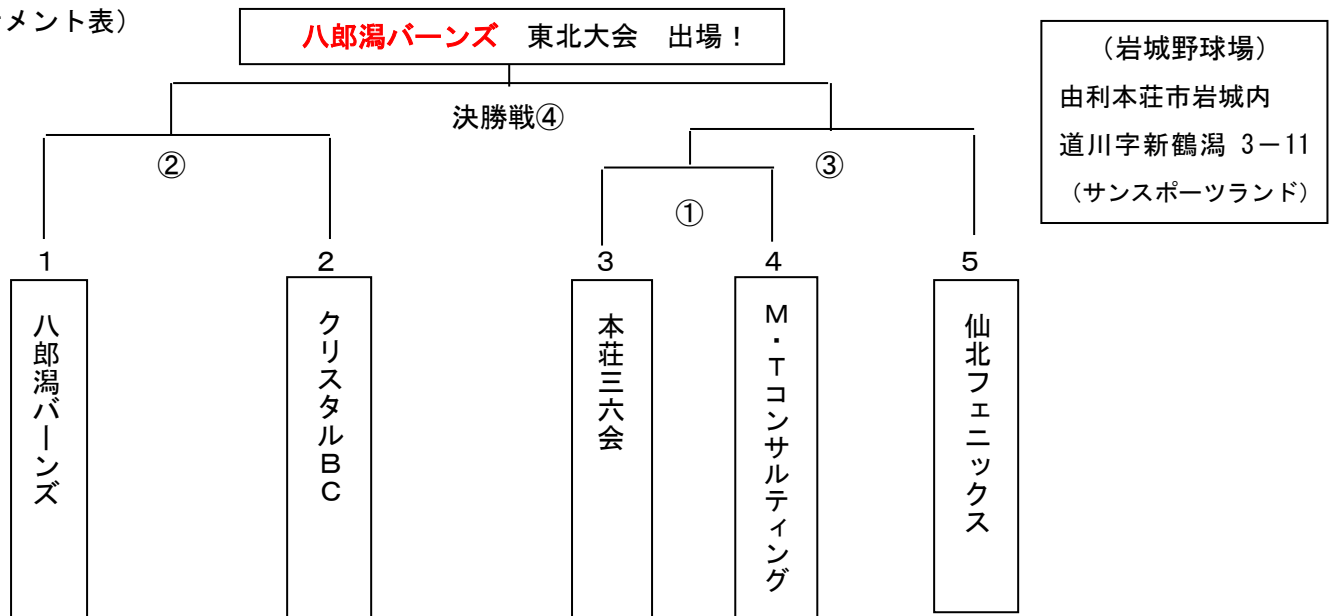 メント表）
八郎潟バーンズ　東北大会　出場！
（岩城野球場）
由利本荘市岩城内
道川字新鶴潟 3－11
（サンスポーツランド）
決勝戦④
②
③
①
1
2
3
4
5
八郎潟バーンズ
クリスタルＢＣ
本荘三六会
Ｍ・Ｔコンサルティング
仙北フェニックス